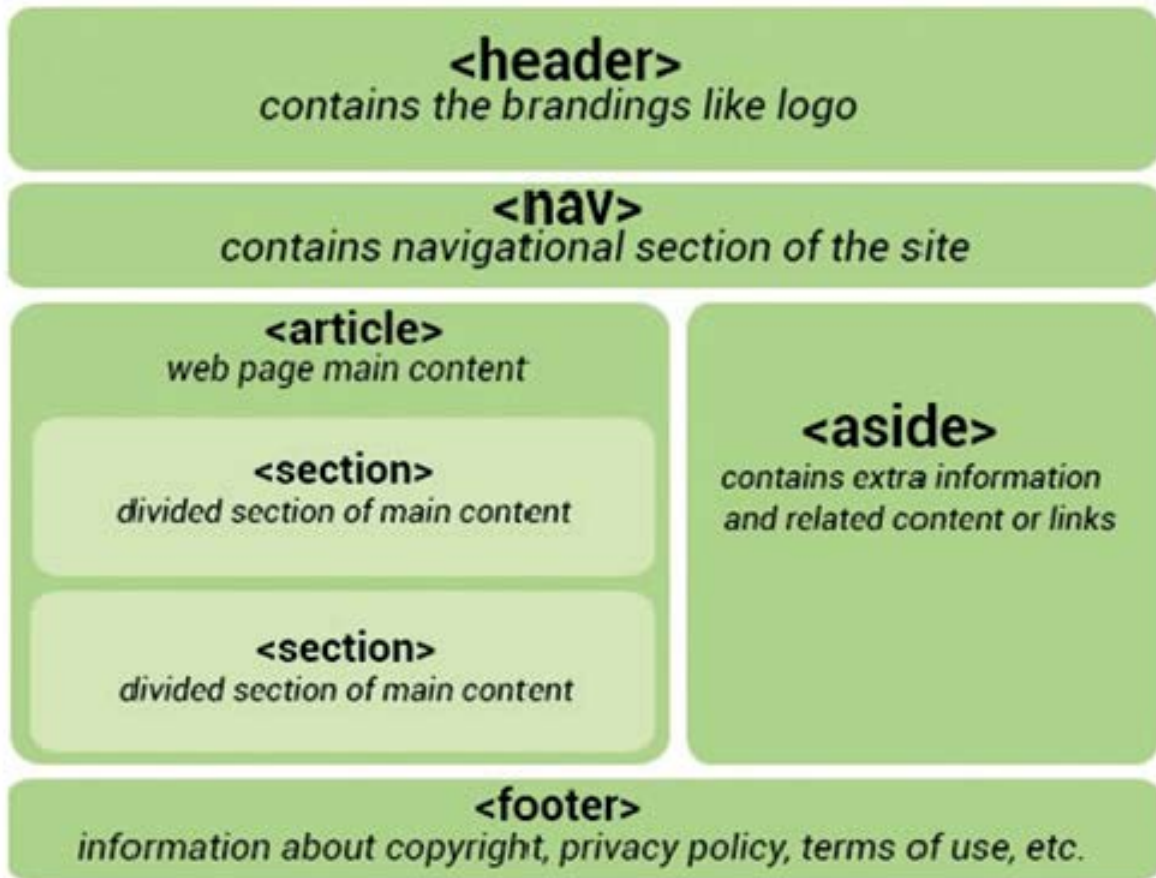 <header>
contains the brandings like logo
<nav>
contains navigational section of the site
<article>
web page main content
<section>
divided section of main content
<section>
divided section of main content
<aside>
contains extra information
and related content or links
<footer>
information about copyright, privacy policy, terms of use, etc.